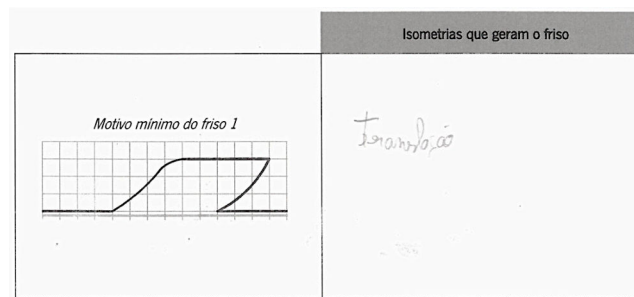 Isometrias que geram o friso
Motivo mínimo do friso 1
Translação